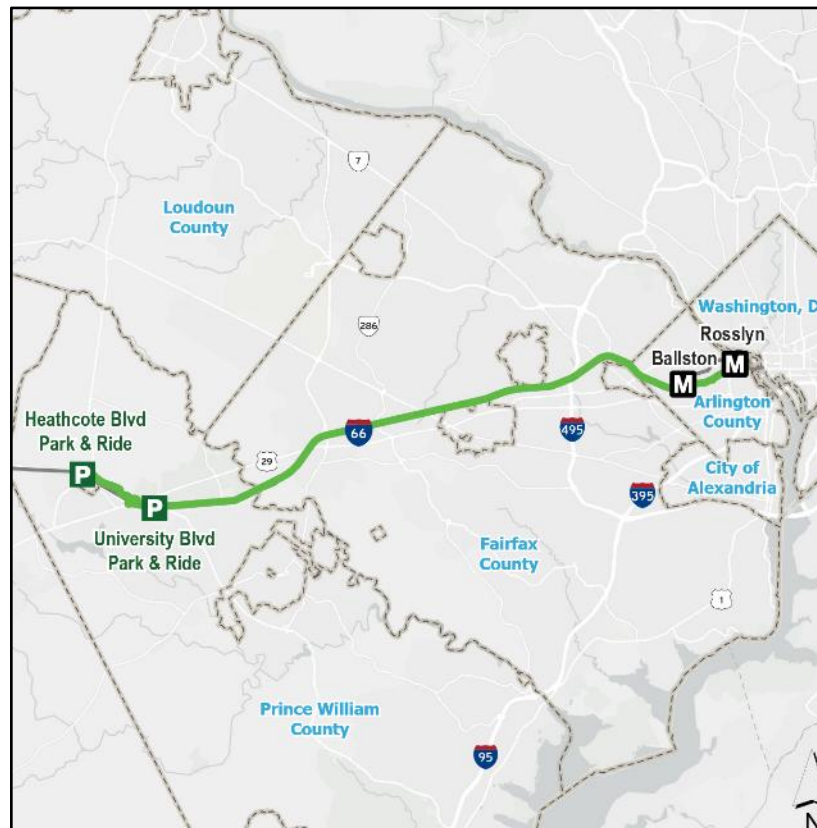 7
Loudoun
County
286
Washington, D
Rosslyn
Ballston
M
M
Arlington
County
Heathcote Blvd
Park & Ride
P
29
66
495
City of
Alexandria
395
P
University Blvd
Park & Ride
Fairfax
County
1
Prince William
County
95
N